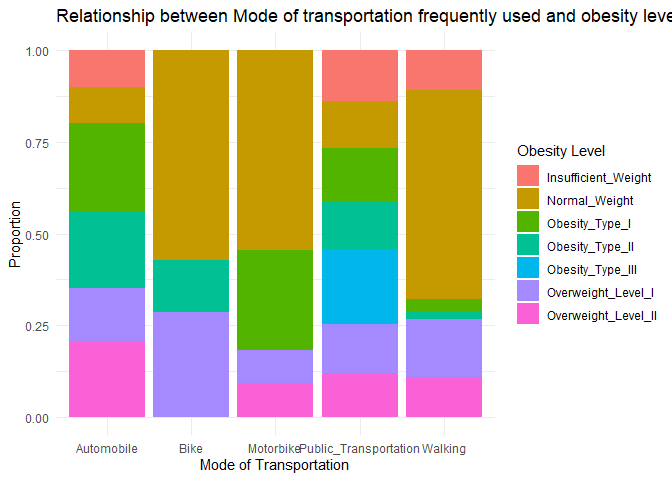 Relationship between Mode of transportation frequently used and obesity leve
1.00
0.75
0.50
0.25
0.00
Proportion
Automobile Bike Motorbike Public_Transportation Walking
Mode of Transportation
Obesity Level
Insufficient_Weight
Normal_Weight
Obesity_Type_I
Obesity_Type_II
Obesity_Type_III
Overweight_Level_I
Overweight_Level_II